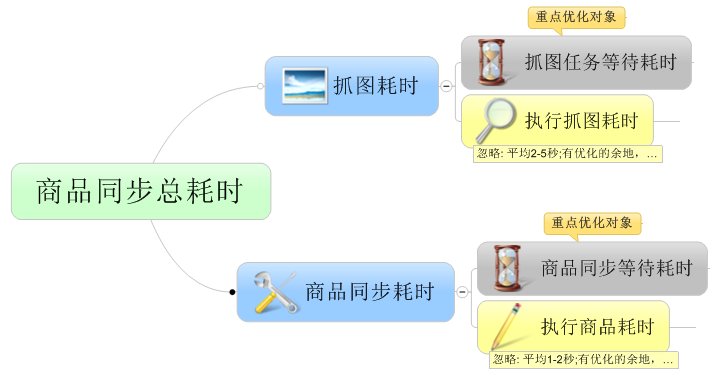 重点优化对象
抓图任务等待耗时
抓图耗时
执行抓图耗时
忽略: 平均2-5秒;有优化的余地，...
商品同步总耗时
重点优化对象
商品同步等待耗时
商品同步耗时
执行商品耗时
忽略: 平均1-2秒;有优化的余地，...